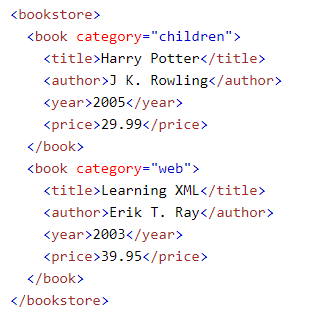 <bookstore>
  <book category="children">
    <title>Harry Potter</title>
    <author>J K. Rowling</author>
    <year>2005</year>
    <price>29.99</price>
  </book>
  <book category="web">
    <title>Learning XML</title>
    <author>Erik T. Ray</author>
    <year>2003</year>
    <price>39.95</price>
  </book>
</bookstore>